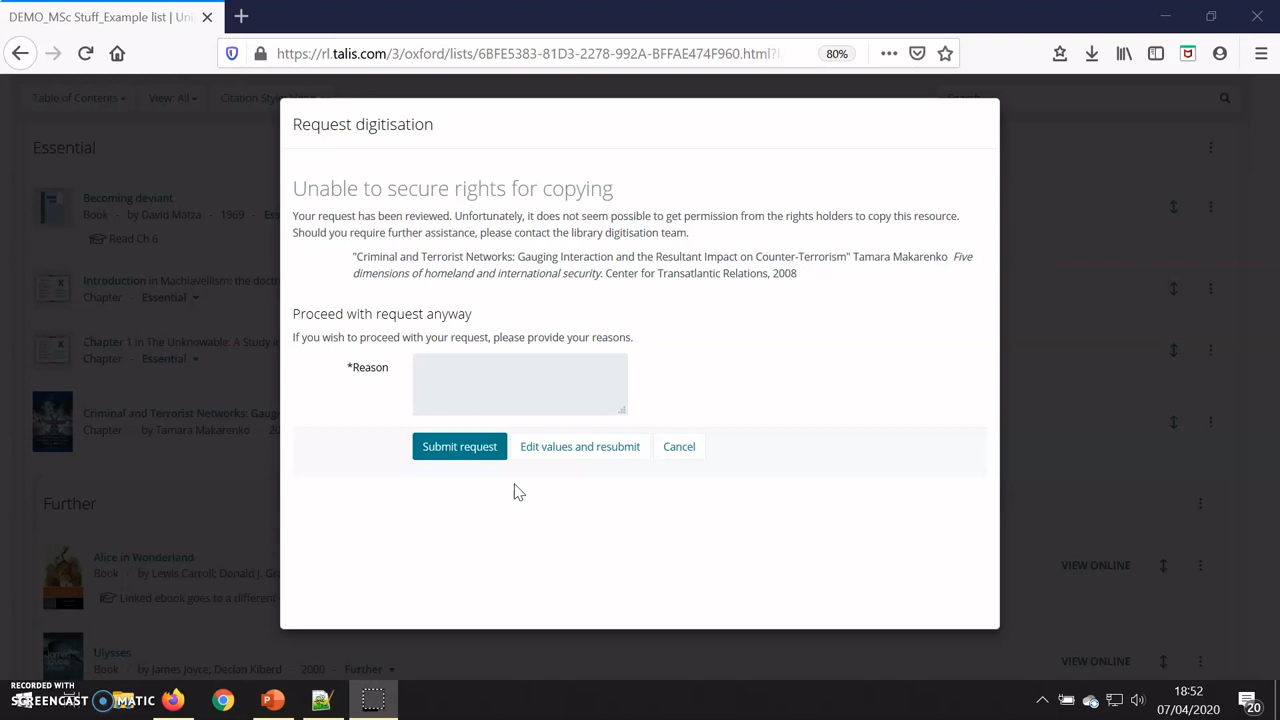 DEMO_MSc Stuff_Example list | Uni
https://rl.talis.com/3/oxford/lists/6BFE5383-81D3-2278-992A-BFFAE474F960.html?l
80%
Table of Contents
View: All
Citation Style:
Search
Request digitisation
Essential
Unable to secure rights for copying
Becoming deviant
Book - by David Matza - 1969 - Ess
Your request has been reviewed. Unfortunately, it does not seem possible to get permission from the rights holders to copy this resource.
Should you require further assistance, please contact the library digitisation team.
Read Ch 6
"Criminal and Terrorist Networks: Gauging Interaction and the Resultant Impact on Counter-Terrorism" Tamara Makarenko Five
dimensions of homeland and international security. Center for Transatlantic Relations, 2008
Introduction in Machiavellism: the doctr
Chapter - Essential
Proceed with request anyway
If you wish to proceed with your request, please provide your reasons.
Chapter 1 in The Unknowable: A Study i
Chapter - Essential
*Reason
Criminal and Terrorist Networks: Gaug
Chapter - by Tamara Makarenko - 20
Submit request
Edit values and resubmit
Cancel
Further
Alice in Wonderland
Book - by Lewis Carroll; Donald J. Gra
VIEW ONLINE
Linked ebook goes to a different
Ulysses
Book - by James Joyce; Declan Kiberd - 2000 - Further
VIEW ONLINE
RECORDED WITH
SCREENCAST MATIC
18:52
07/04/2020
20